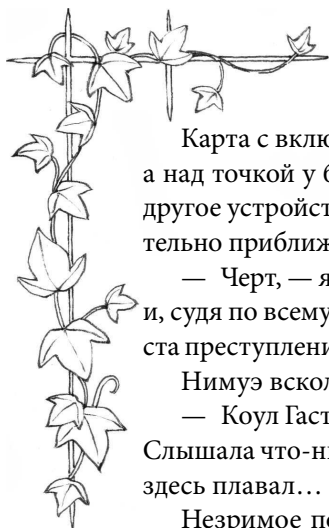 Карта с вклю
а над точкой у б
другое устройст
тельно приближ
— Черт, — я
и, судя по всему
ста преступлени
Нимуэ вскол
— Коул Гаст
Слышала что-ни
здесь плавал...
Незримое по